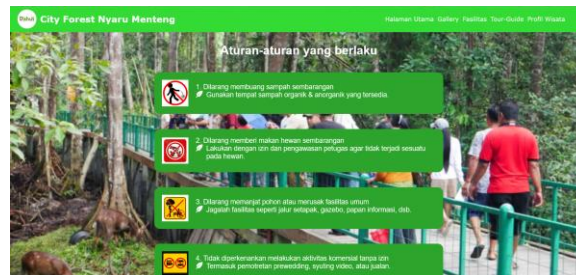 City Forest Nyaru Menteng
Halaman Utama Gallery Fasilitas Tour-Guide Profil Wisata
Aturan-aturan yang berlaku
1. Dilarang membuang sampah sembarangan
Gunakan tempat sampah organik & anorganik yang tersedia.
2. Dilarang memberi makan hewan sembarangan
Lakukan dengan izin dan pengawasan petugas agar tidak terjadi sesuatu
pada hewan.
3. Dilarang memanjat pohon atau merusak fasilitas umum
Jagalah fasilitas seperti jalur setapak, gazebo, papan informasi, dsb.
4. Tidak diperkenankan melakukan aktivitas komersial tanpa izin
Termasuk pemotretan prewedding, syuting video, atau jualan.